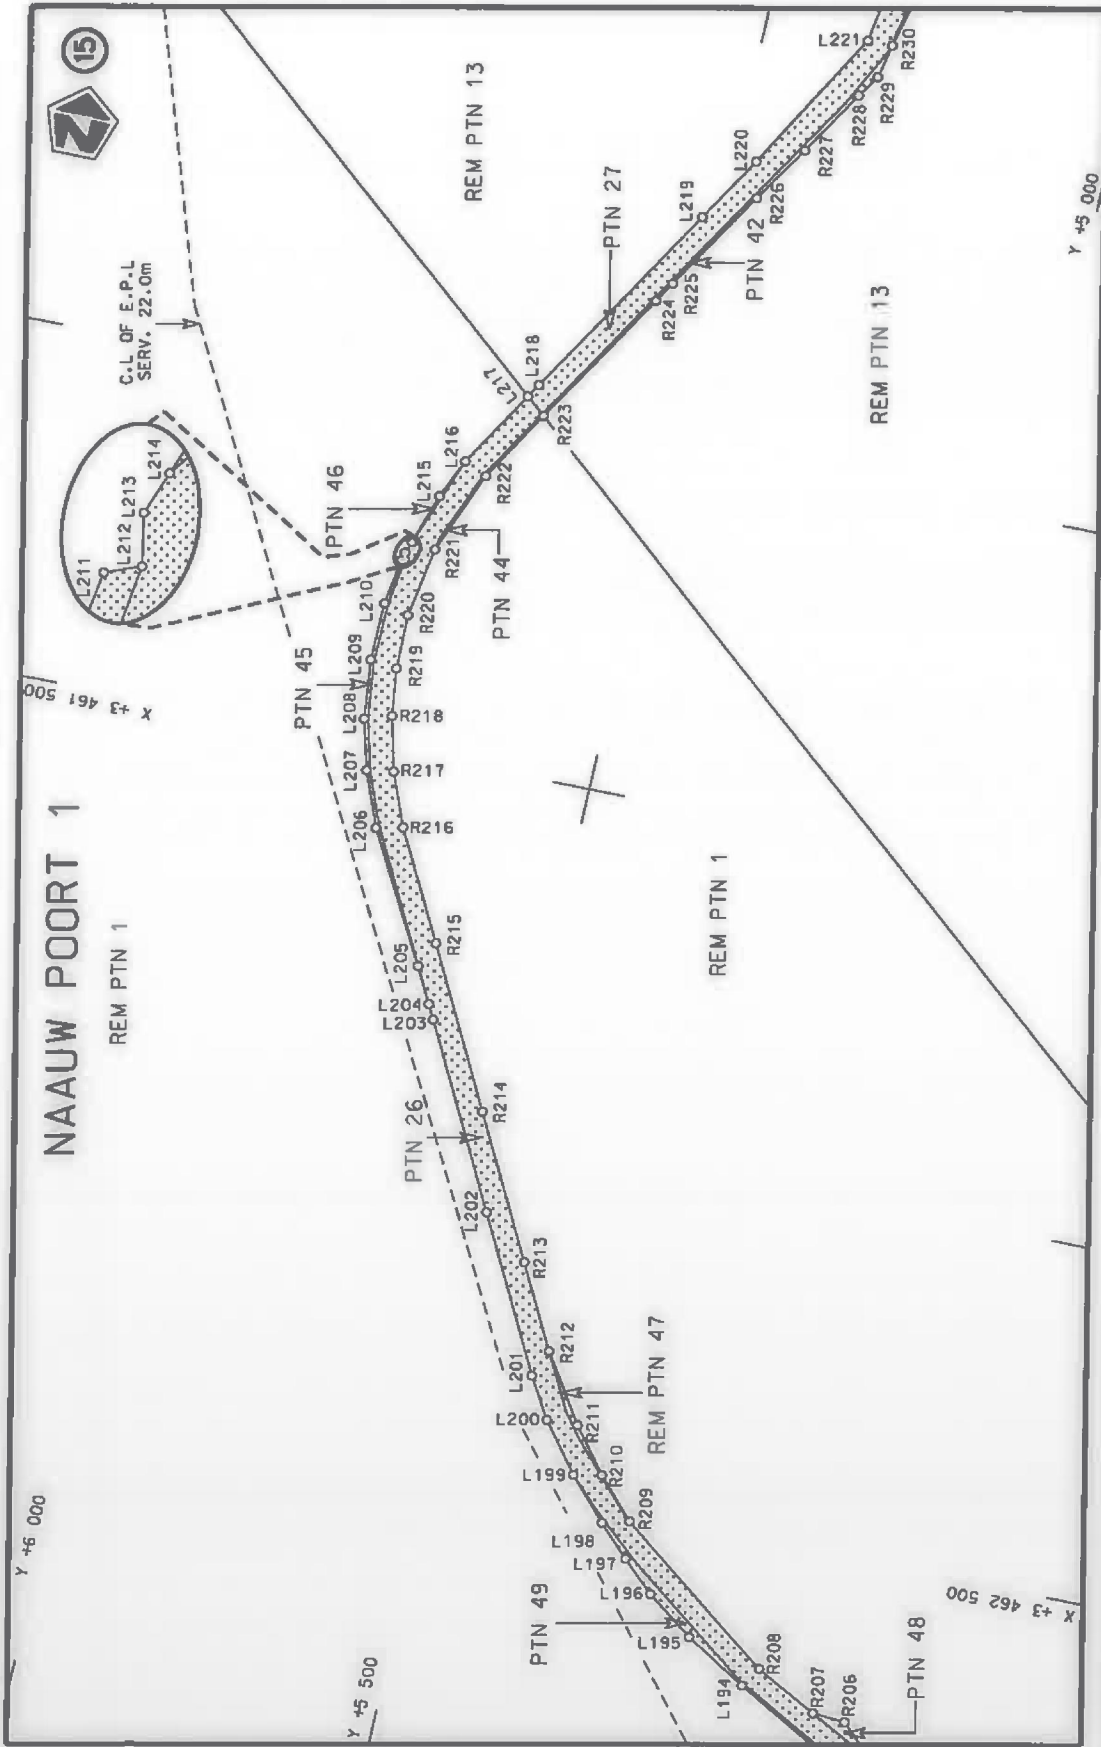 NAAUW POORT 1
REM PTN 1
15
N
C.L OF E.P.L
SERV. 22.0m
L211
L212
L213
L214
X +3 461 500
Y +6 000
Y +5 500
Y +5 000
X +3 462 500
REM PTN 13
REM PTN 13
REM PTN 1
PTN 49
PTN 26
PTN 45
PTN 46
PTN 27
PTN 42
PTN 44
REM PTN 47
PTN 48
L194
L195
L196
L197
L198
L199
L200
L201
L202
L203
L204
L205
L206
L207
L208
L209
L210
L215
L216
L217
L218
L219
L220
L221
R206
R207
R208
R209
R210
R211
R212
R213
R214
R215
R216
R217
R218
R219
R220
R221
R222
R223
R224
R225
R226
R227
R228
R229
R230